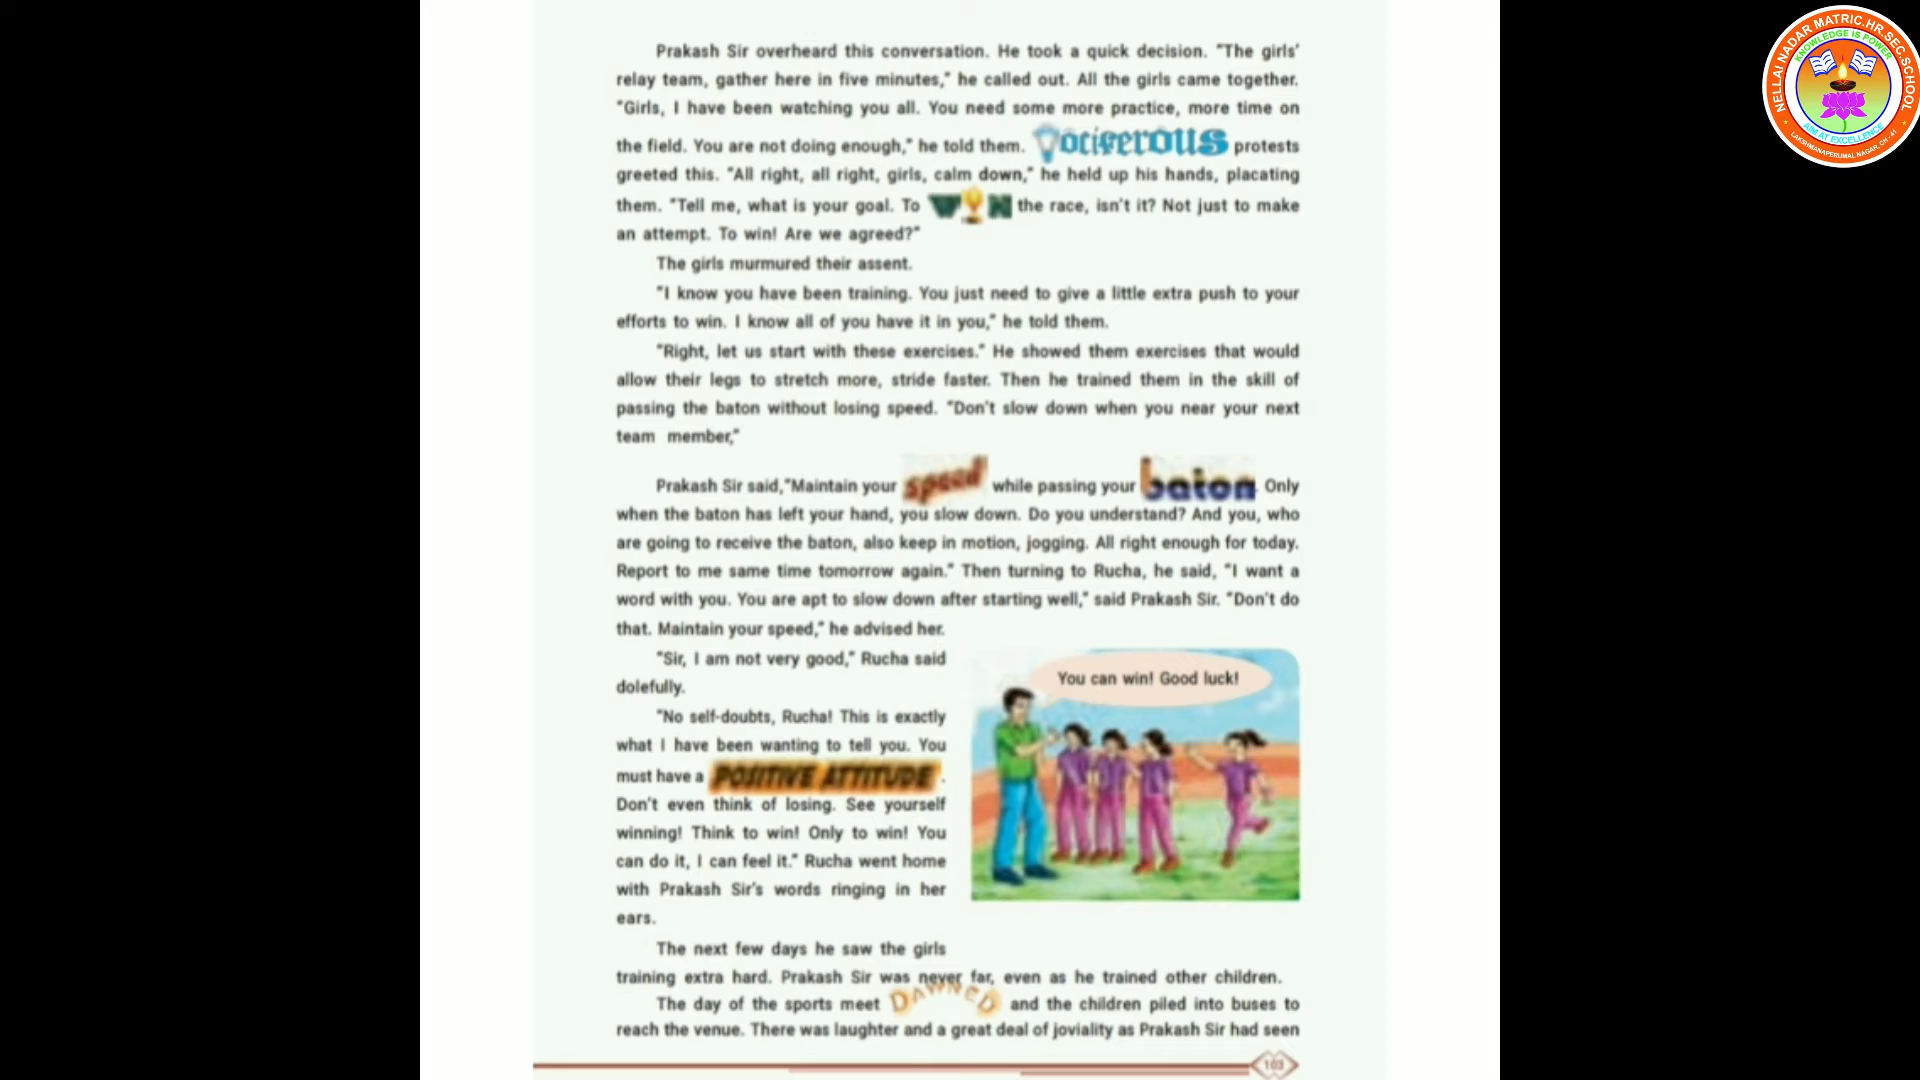 Prakash Sir overheard this conversation. He took a quick decision. "The girls'
relay team, gather here in five minutes," he called out. All the girls came together.
"Girls, I have been watching you all. You need some more practice, more time on
the field. You are not doing enough," he told them. Vociferous protests
greeted this. "All right, all right, girls, calm down," he held up his hands, placating
them. "Tell me, what is your goal. To WIN the race, isn't it? Not just to make
an attempt. To win! Are we agreed?"
The girls murmured their assent.
"I know you have been training. You just need to give a little extra push to your
efforts to win. I know all of you have it in you," he told them.
"Right, let us start with these exercises." He showed them exercises that would
allow their legs to stretch more, stride faster. Then he trained them in the skill of
passing the baton without losing speed. "Don't slow down when you near your next
team member,"
Prakash Sir said,"Maintain your speed while passing your baton. Only
when the baton has left your hand, you slow down. Do you understand? And you, who
are going to receive the baton, also keep in motion, jogging. All right enough for today.
Report to me same time tomorrow again." Then turning to Rucha, he said, "I want a
word with you. You are apt to slow down after starting well," said Prakash Sir. "Don't do
that. Maintain your speed," he advised her.
"Sir, I am not very good," Rucha said
dolefully.
"No self-doubts, Rucha! This is exactly
what I have been wanting to tell you. You
must have a POSITIVE ATTITUDE.
Don't even think of losing. See yourself
winning! Think to win! Only to win! You
can do it, I can feel it." Rucha went home
with Prakash Sir's words ringing in her
ears.
You can win! Good luck!
The next few days he saw the girls
training extra hard. Prakash Sir was never far, even as he trained other children.
The day of the sports meet DAWNED and the children piled into buses to
reach the venue. There was laughter and a great deal of joviality as Prakash Sir had seen
103
NELLAI NADAR MATRIC.HR.SEC.SCHOOL
KNOWLEDGE IS POWER
AIM AT EXCELLENCE
LAKSHMANAPERUMAL NAGAR, CH-41